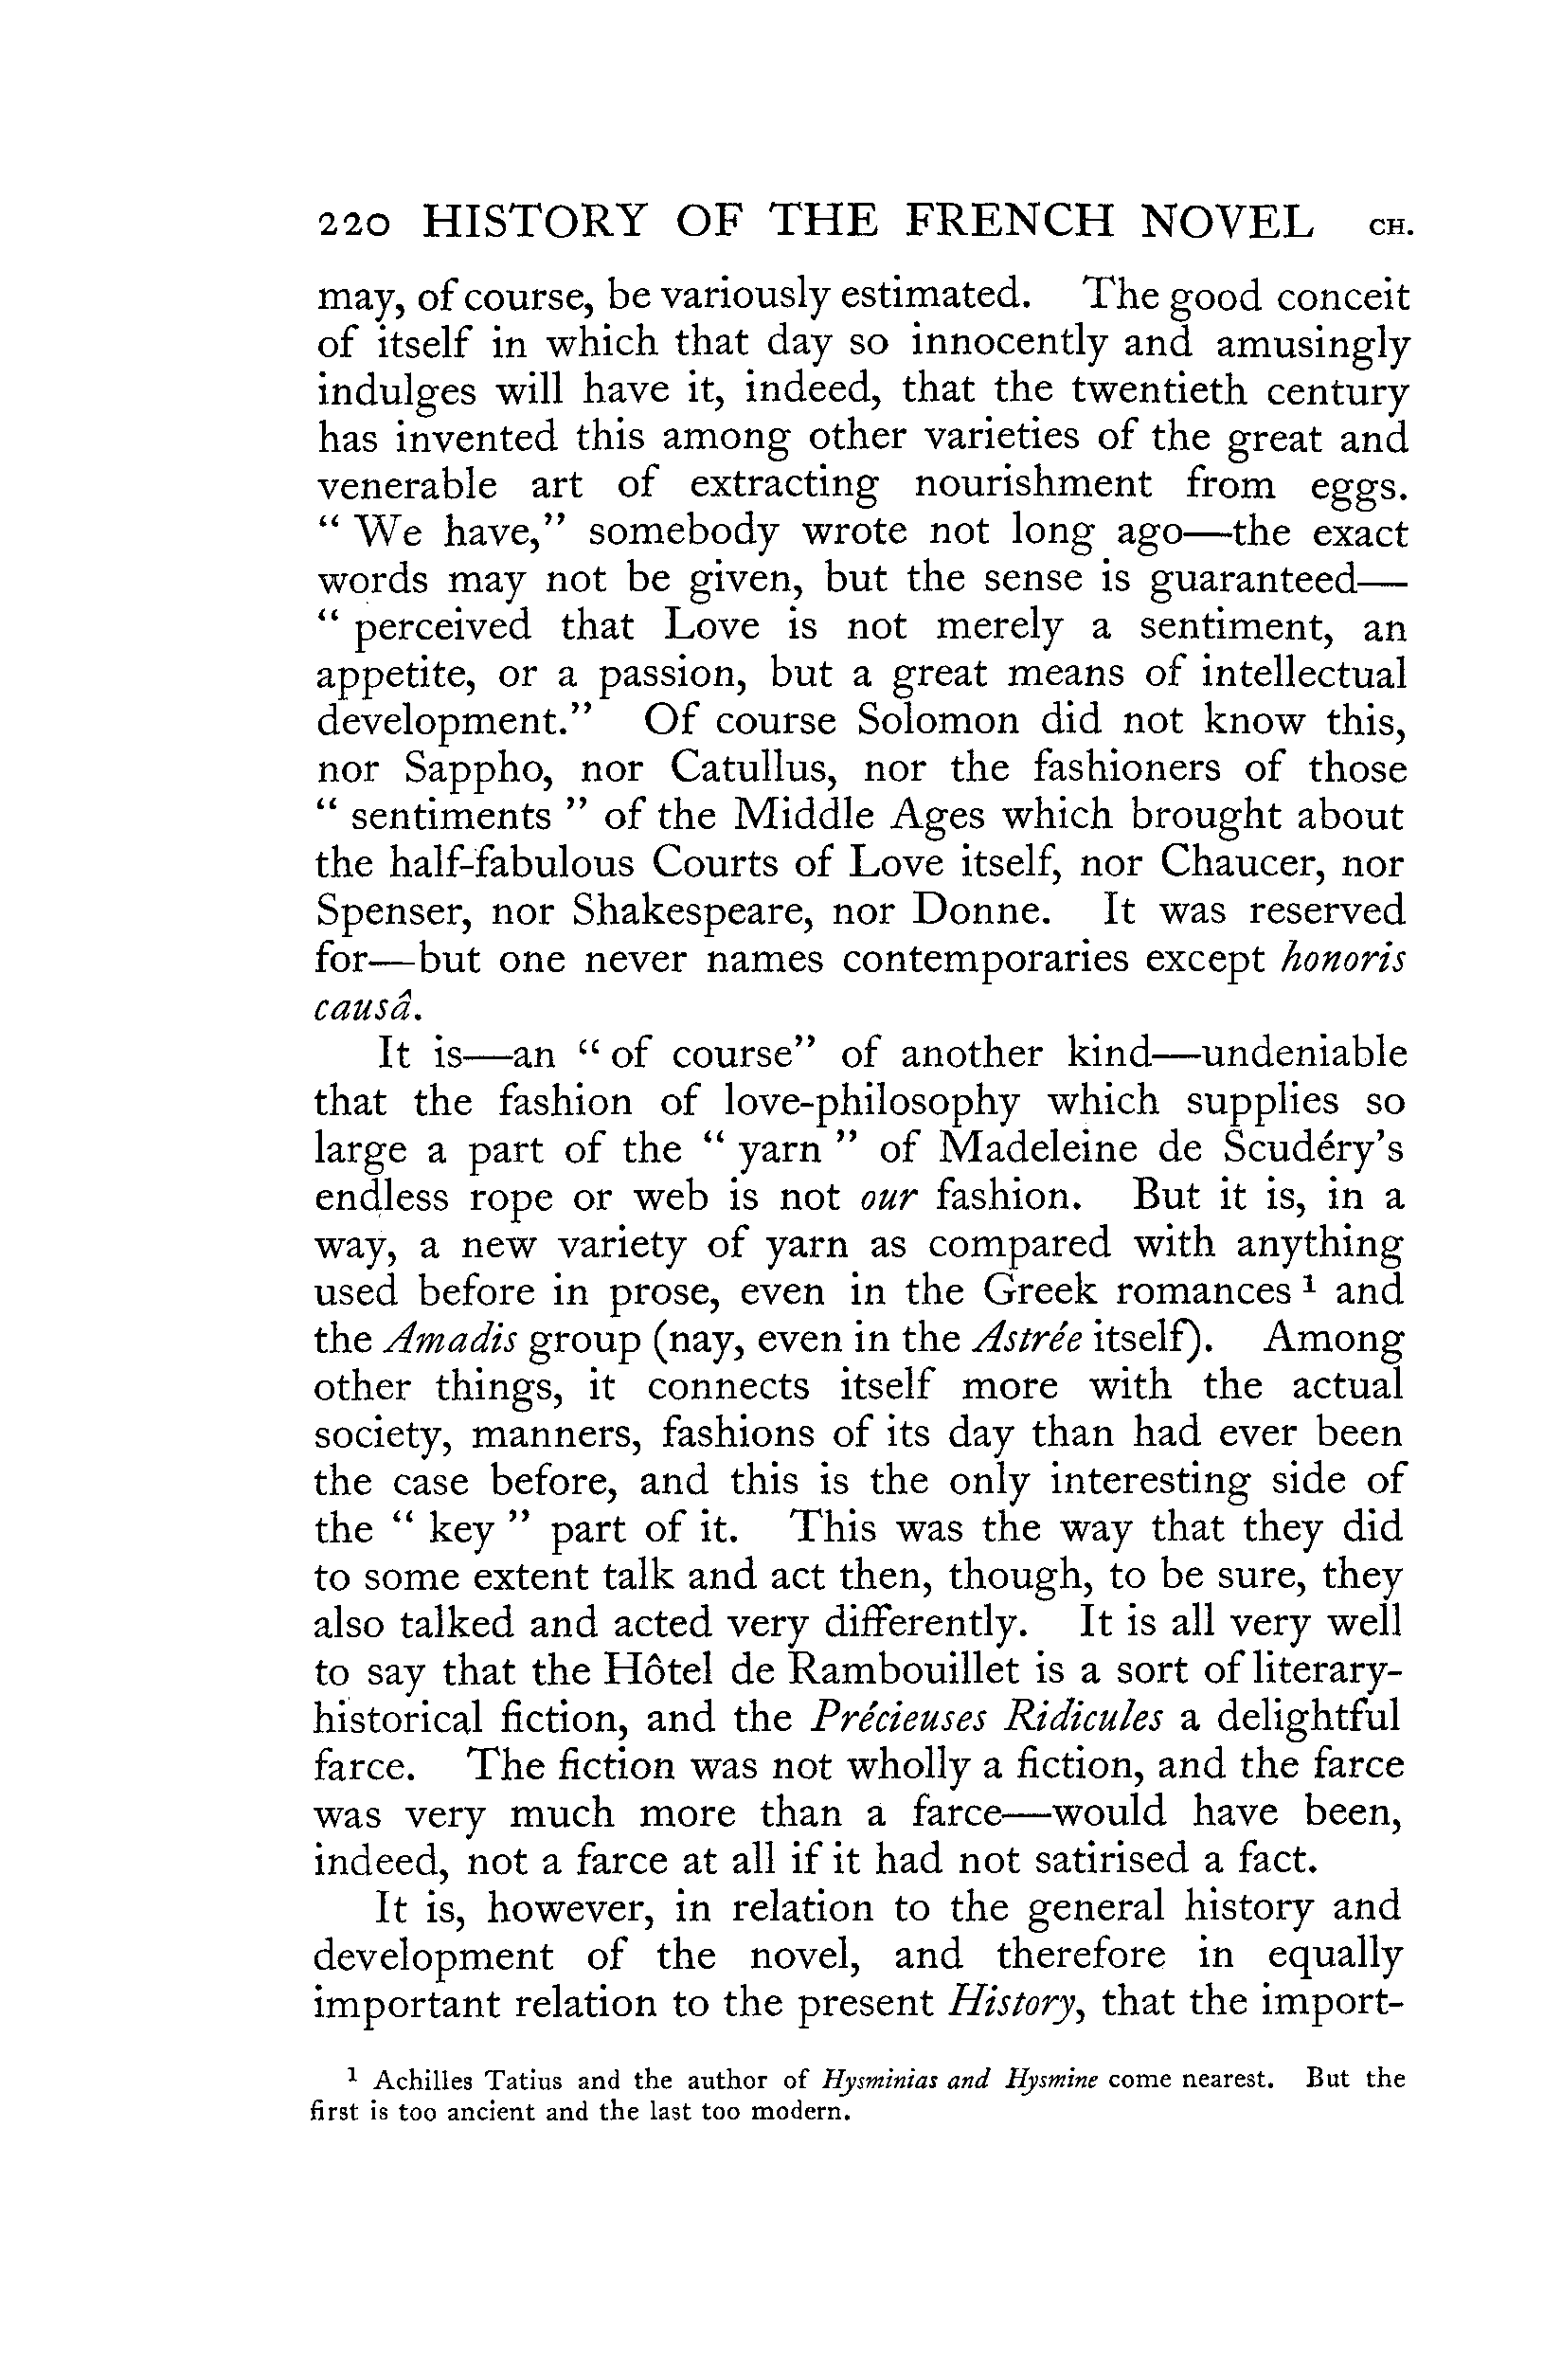 220 HISTORY OF THE FRENCH NOVEL CH.
may, of course, be variously estimated. The good conceit
of itself in which that day so innocently and amusingly
indulges will have it, indeed, that the twentieth century
has invented this among other varieties of the great and
venerable art of extracting nourishment from eggs.
“ We have,” somebody wrote not long ago—the exact
words may not be given, but the sense is guaranteed—
“ perceived that Love is not merely a sentiment, an
appetite, or a passion, but a great means of intellectual
development.” Of course Solomon did not know this,
nor Sappho, nor Catullus, nor the fashioners of those
“ sentiments ” of the Middle Ages which brought about
the half-fabulous Courts of Love itself, nor Chaucer, nor
Spenser, nor Shakespeare, nor Donne. It was reserved
for—but one never names contemporaries except honoris
causâ.
It is—an “ of course” of another kind—undeniable
that the fashion of love-philosophy which supplies so
large a part of the “ yarn ” of Madeleine de Scudéry’s
endless rope or web is not our fashion. But it is, in a
way, a new variety of yarn as compared with anything
used before in prose, even in the Greek romances ¹ and
the Amadis group (nay, even in the Astrée itself). Among
other things, it connects itself more with the actual
society, manners, fashions of its day than had ever been
the case before, and this is the only interesting side of
the “ key ” part of it. This was the way that they did
to some extent talk and act then, though, to be sure, they
also talked and acted very differently. It is all very well
to say that the Hôtel de Rambouillet is a sort of literary-
historical fiction, and the Précieuses Ridicules a delightful
farce. The fiction was not wholly a fiction, and the farce
was very much more than a farce—would have been,
indeed, not a farce at all if it had not satirised a fact.
It is, however, in relation to the general history and
development of the novel, and therefore in equally
important relation to the present History, that the import-
¹ Achilles Tatius and the author of Hysminias and Hysmine come nearest. But the
first is too ancient and the last too modern.